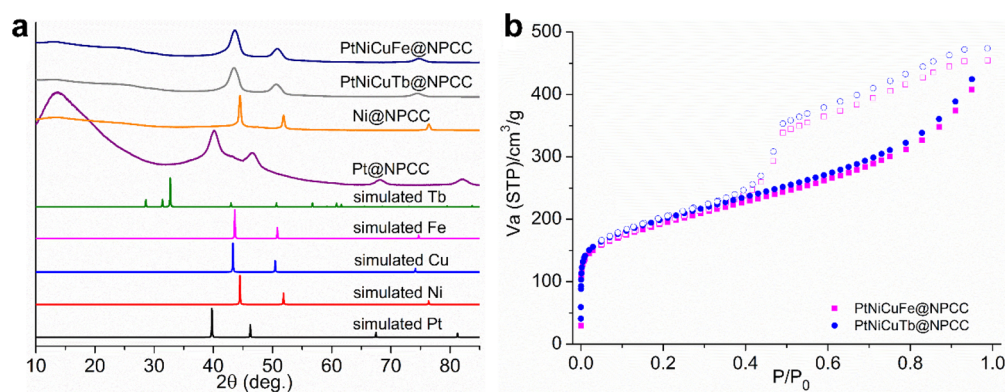 a
PtNiCuFe@NPCC
PtNiCuTb@NPCC
Ni@NPCC
Pt@NPCC
simulated Tb
simulated Fe
simulated Cu
simulated Ni
simulated Pt
10 20 30 40 50 60 70 80
2θ (deg.)
b
500
400
300
200
100
0
Va (STP)/cm³/g
PtNiCuFe@NPCC
PtNiCuTb@NPCC
0.0 0.2 0.4 0.6 0.8 1.0
P/P₀